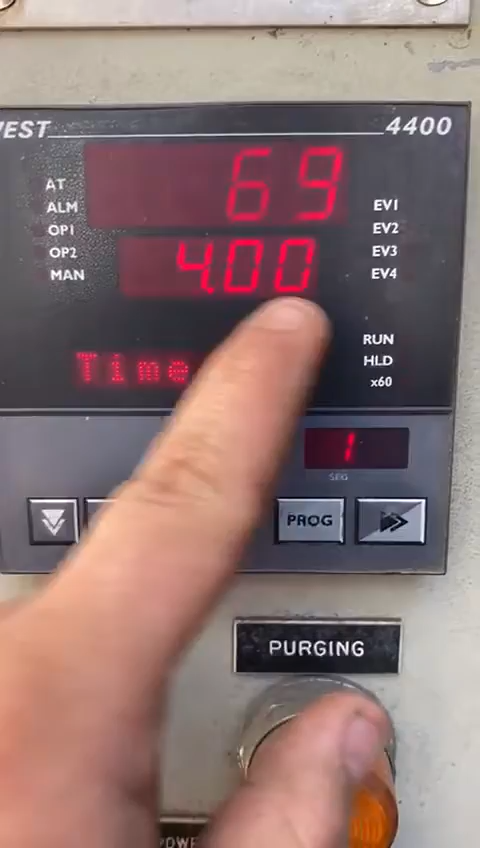 WEST 4400
69
AT
ALM
OP1
OP2
MAN
EV1
EV2
EV3
EV4
4.00
RUN
HLD
x60
Time
1
SEG
PROG
PURGING